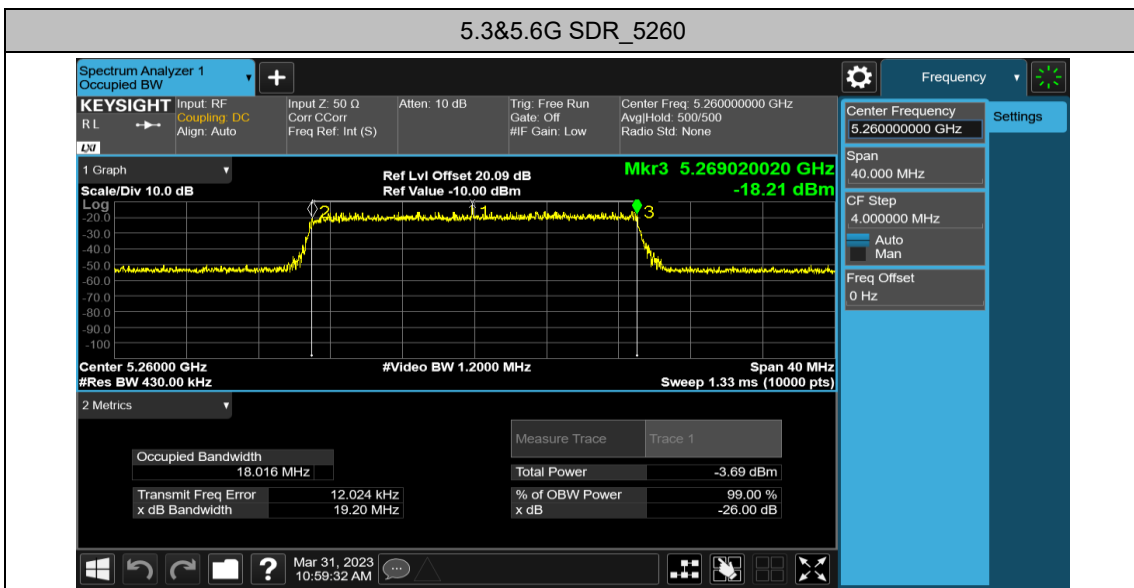 5.3&5.6G SDR_5260
Spectrum Analyzer 1
Occupied BW
+
Frequency
KEYSIGHT
R L
LXI
Input: RF
Coupling: DC
Align: Auto
Input Z: 50 Ω
Corr CCorr
Freq Ref: Int (S)
Atten: 10 dB
Trig: Free Run
Gate: Off
#IF Gain: Low
Center Freq: 5.260000000 GHz
Avg|Hold: 500/500
Radio Std: None
Center Frequency
5.260000000 GHz
Settings
Span
40.000 MHz
CF Step
4.000000 MHz
Auto
Man
Freq Offset
0 Hz
1 Graph
Scale/Div 10.0 dB
Ref Lvl Offset 20.09 dB
Ref Value -10.00 dBm
Mkr3 5.269020020 GHz
-18.21 dBm
Log
-20.0
-30.0
-40.0
-50.0
-60.0
-70.0
-80.0
-90.0
-100
2
1
3
Center 5.26000 GHz
#Video BW 1.2000 MHz
Span 40 MHz
#Res BW 430.00 kHz
Sweep 1.33 ms (10000 pts)
2 Metrics
Measure Trace
Trace 1
Occupied Bandwidth
18.016 MHz
Total Power
-3.69 dBm
Transmit Freq Error
12.024 kHz
% of OBW Power
99.00 %
x dB Bandwidth
19.20 MHz
x dB
-26.00 dB
?
Mar 31, 2023
10:59:32 AM